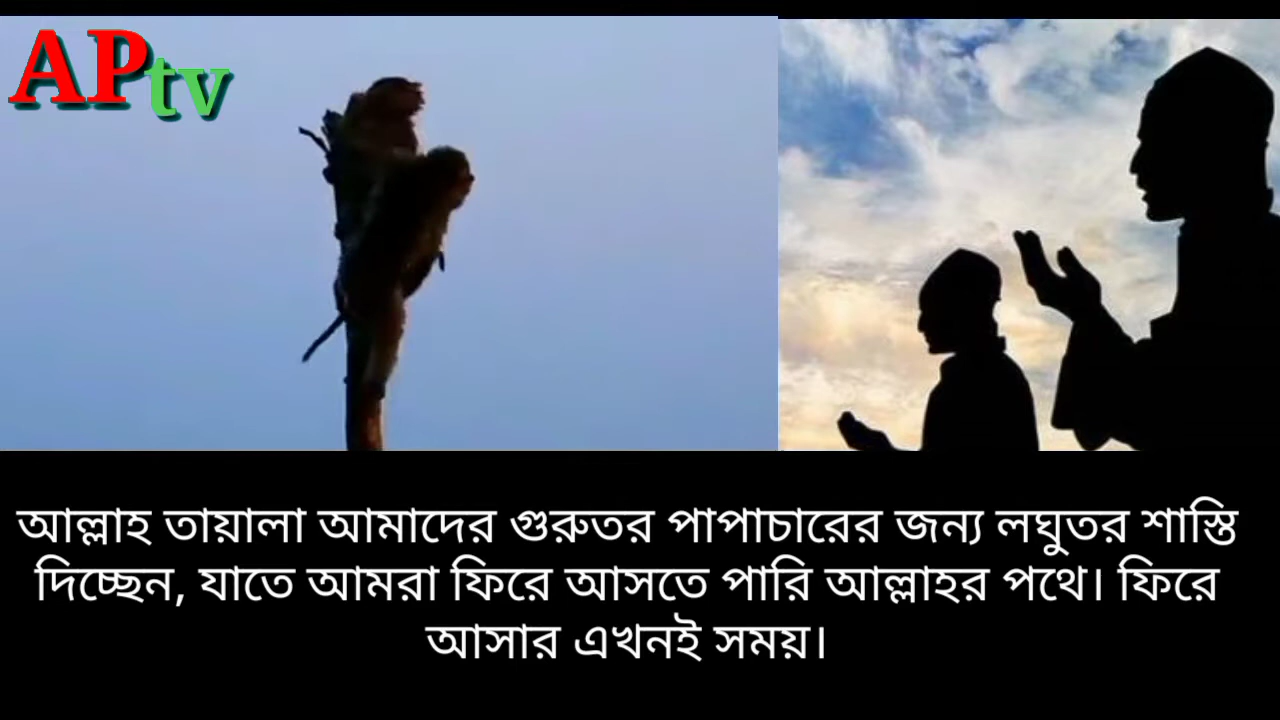 APtv
আল্লাহ তায়ালা আমাদের গুরুতর পাপাচারের জন্য লঘুতর শাস্তি
দিচ্ছেন, যাতে আমরা ফিরে আসতে পারি আল্লাহর পথে। ফিরে
আসার এখনই সময়।